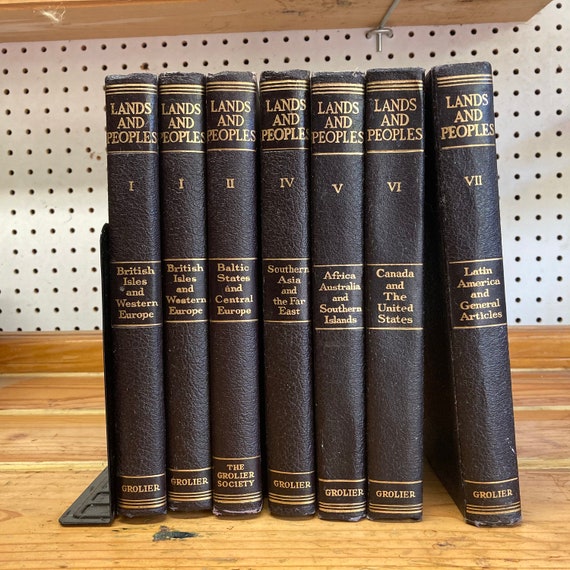 LANDS
AND
PEOPLES
I
British
Isles
and
Western
Europe
GROLIER
LANDS
AND
PEOPLES
I
British
Isles
and
Western
Europe
GROLIER
LANDS
AND
PEOPLES
II
Baltic
States
and
Central
Europe
THE
GROLIER
SOCIETY
LANDS
AND
PEOPLES
IV
Southern
Asia
and the
Far
East
GROLIER
LANDS
AND
PEOPLES
V
Africa
Australia
and
Southern
Islands
GROLIER
LANDS
AND
PEOPLES
VI
Canada
and
The
United
States
GROLIER
LANDS
AND
PEOPLES
VII
Latin
America
and
General
Articles
GROLIER